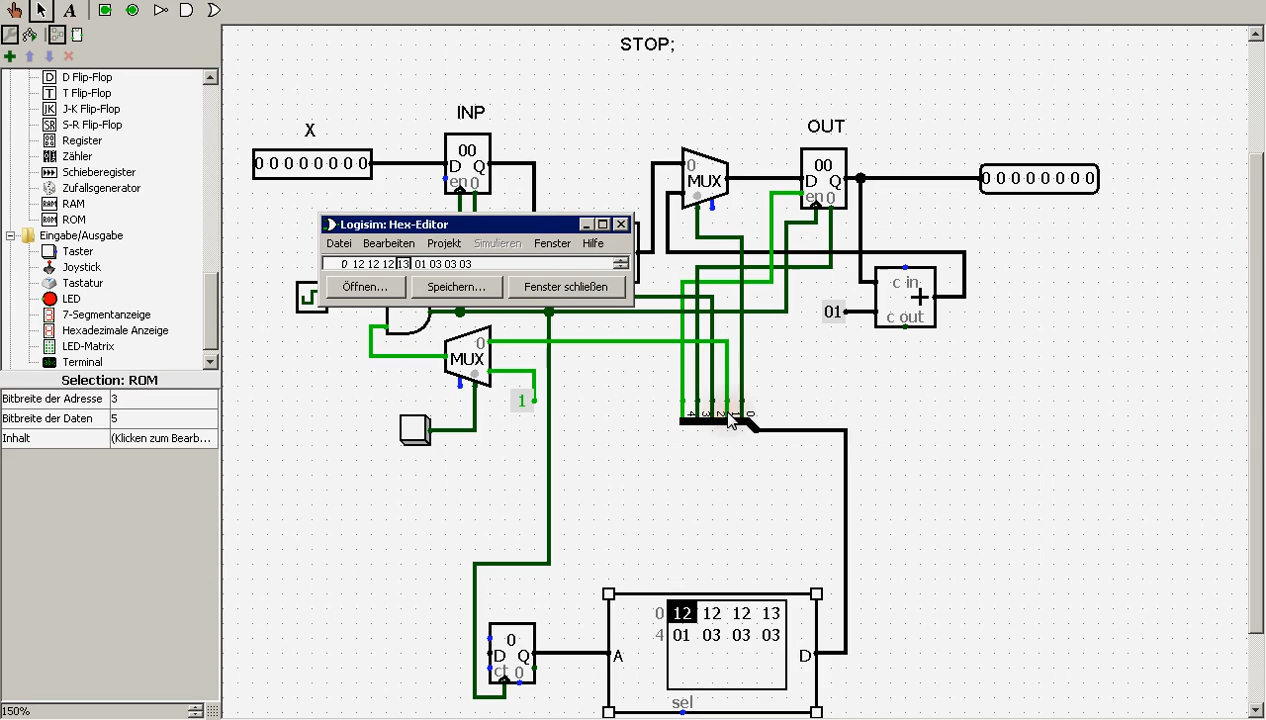 A
STOP;
D Flip-Flop
T Flip-Flop
J-K Flip-Flop
S-R Flip-Flop
Register
Zähler
Schieberegister
Zufallsgenerator
RAM
ROM
Eingabe/Ausgabe
Taster
Joystick
Tastatur
LED
7-Segmentanzeige
Hexadezimale Anzeige
LED-Matrix
Terminal
Selection: ROM
Bitbreite der Adresse 3
Bitbreite der Daten 5
Inhalt (Klicken zum Bearb...
150%
X
0 0 0 0 0 0 0 0
INP
00
D Q
en 0
Logisim: Hex-Editor
Datei Bearbeiten Projekt Simulieren Fenster Hilfe
0 12 12 12 13 01 03 03 03
Öffnen... Speichern... Fenster schließen
0
MUX
OUT
00
D Q
en 0
0 0 0 0 0 0 0 0
c in
+
c out
01
0
MUX
1
4 3 2 1 0
0
D Q
ct 0
A
0 12 12 12 13
4 01 03 03 03
D
sel